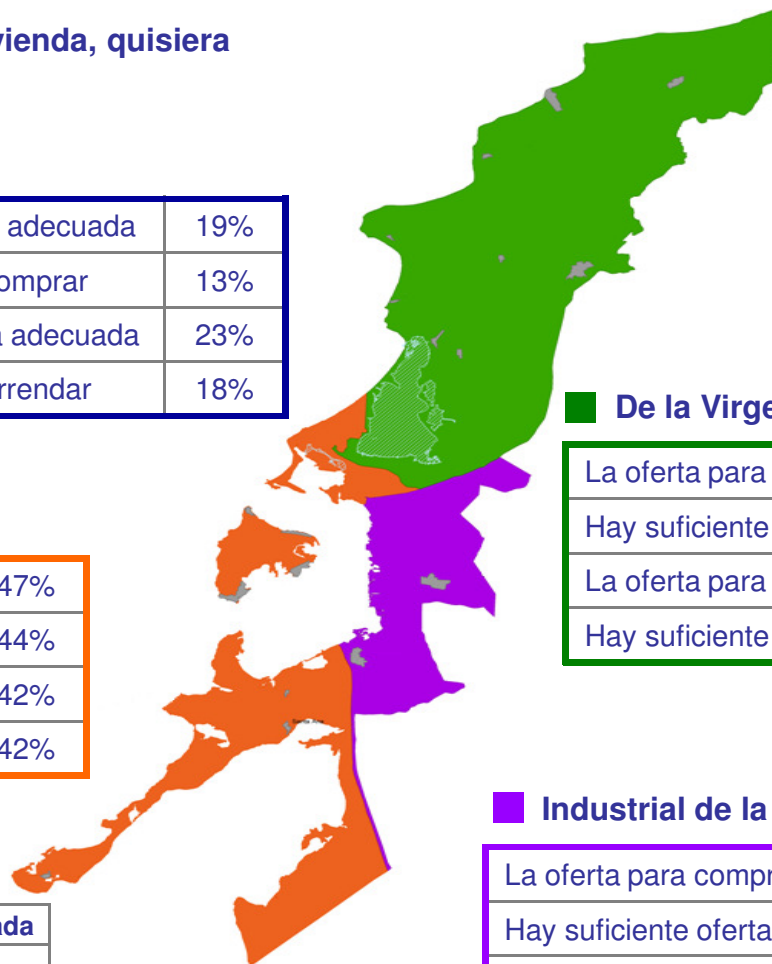 vienda, quisiera
adecuada 19%
omprar 13%
adecuada 23%
rrendar 18%
De la Virge
La oferta para
Hay suficiente
La oferta para
Hay suficiente
47%
44%
42%
42%
Industrial de la
La oferta para compr
Hay suficiente oferta
ada